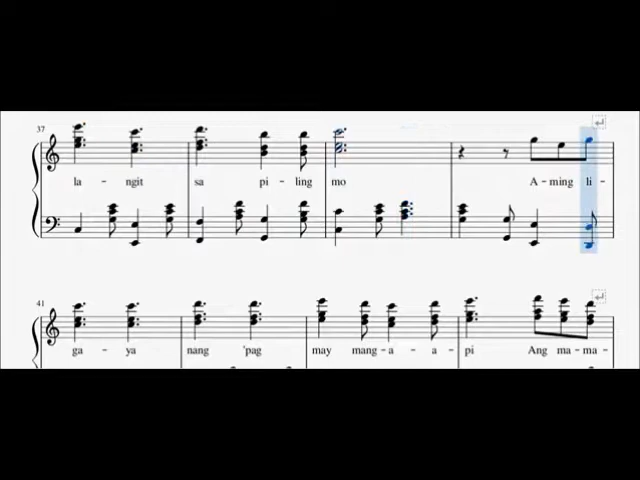 37
la - ngit sa pi - ling mo A - ming li -
41
ga - ya nang 'pag may mang - a - a - pi Ang ma - ma -